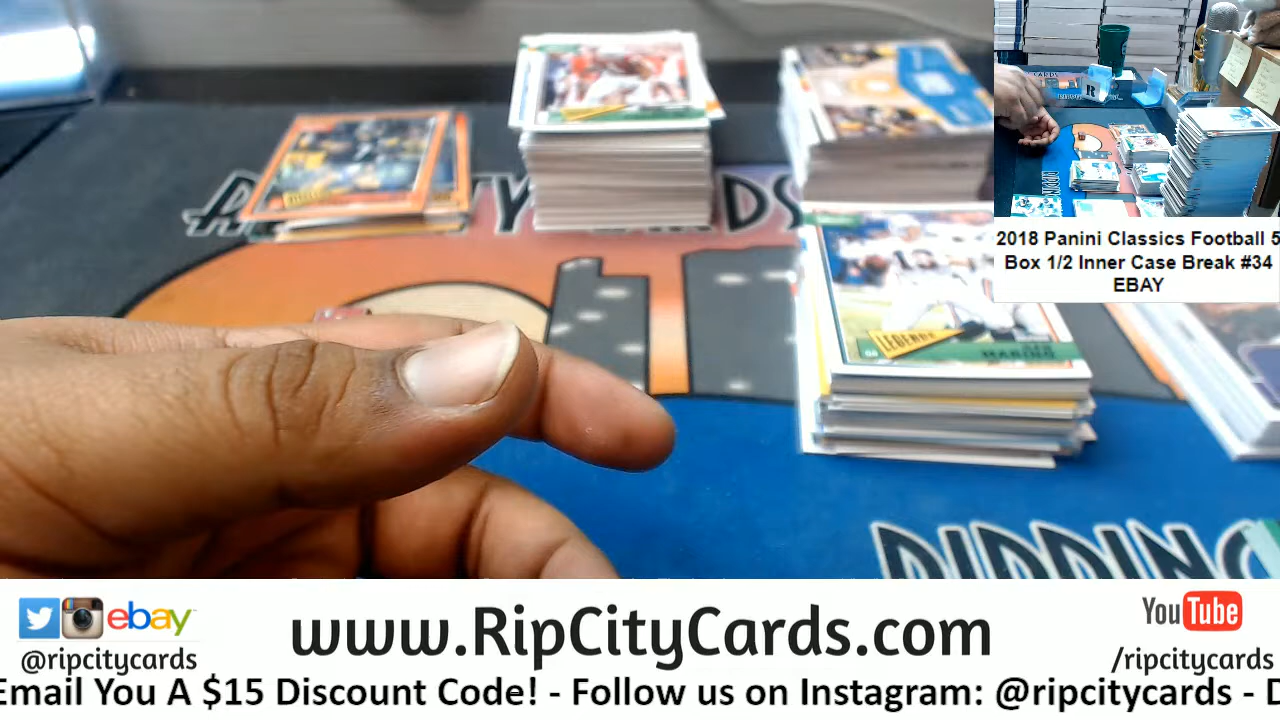 2018 Panini Classics Football 5
Box 1/2 Inner Case Break #34
EBAY
LEGENDS
ebay
@ripcitycards
www.RipCityCards.com
YouTube
/ripcitycards
Email You A $15 Discount Code! - Follow us on Instagram: @ripcitycards - D